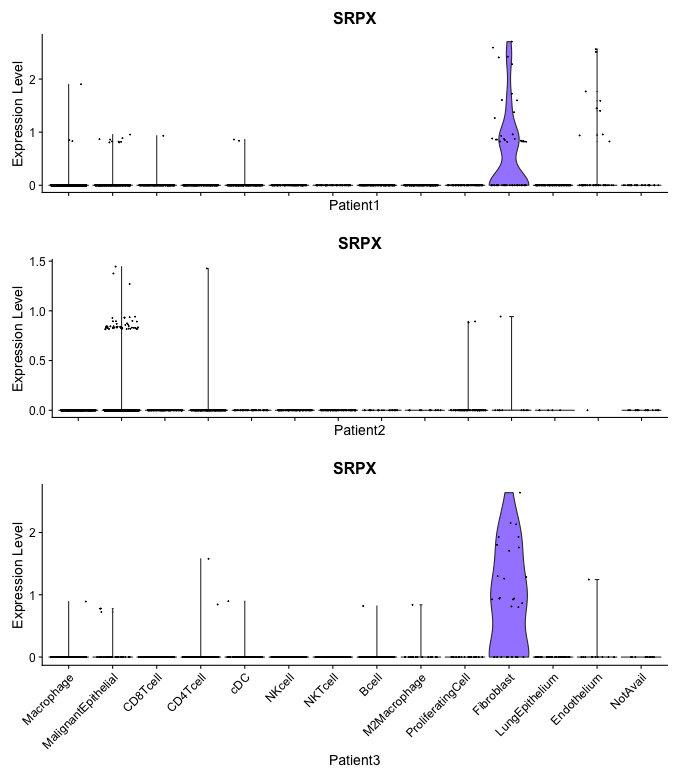 SRPX
Expression Level
2
1
0
Patient1
SRPX
Expression Level
1.5
1.0
0.5
0.0
Patient2
SRPX
Expression Level
2
1
0
Macrophage
MalignantEpithelial
CD8Tcell
CD4Tcell
cDC
NKcell
NKTcell
Bcell
M2Macrophage
ProliferatingCell
Fibroblast
LungEpithelium
Endothelium
NotAvail
Patient3